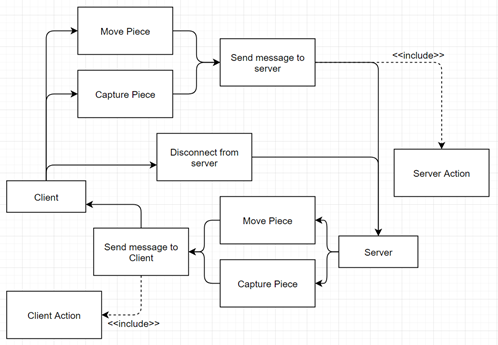 Move Piece
Send message to
server
<<include>>
Capture Piece
Disconnect from
server
Server Action
Client
Move Piece
Send message to
Client
Server
Capture Piece
Client Action
<<include>>